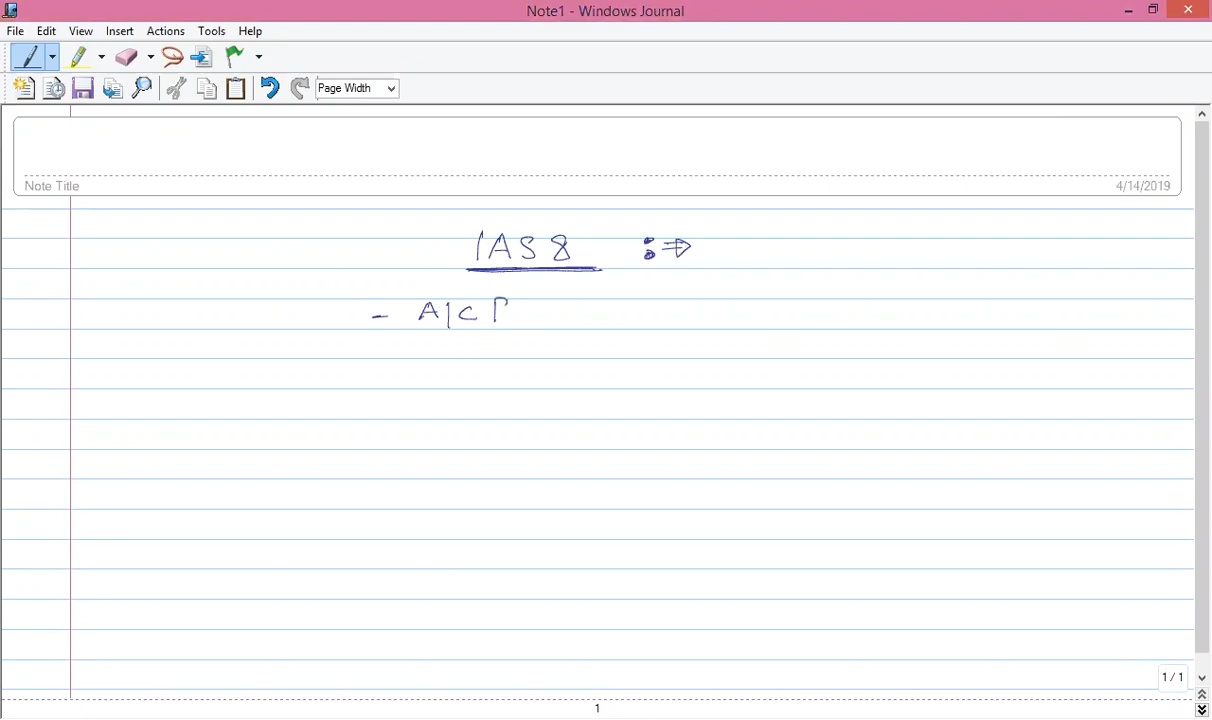 Note1 - Windows Journal
File Edit View Insert Actions Tools Help
Page Width
Note Title 4/14/2019
IAS 8 :⇒
- A/C P
1 / 1
1